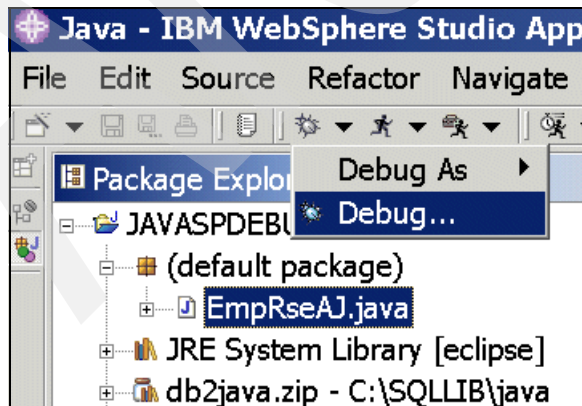 Java - IBM WebSphere Studio App
File Edit Source Refactor Navigate
Debug As
Package Explo
Debug...
JAVASPDEBU
(default package)
EmpRseAJ.java
JRE System Library [eclipse]
db2java.zip - C:\SQLLIB\java